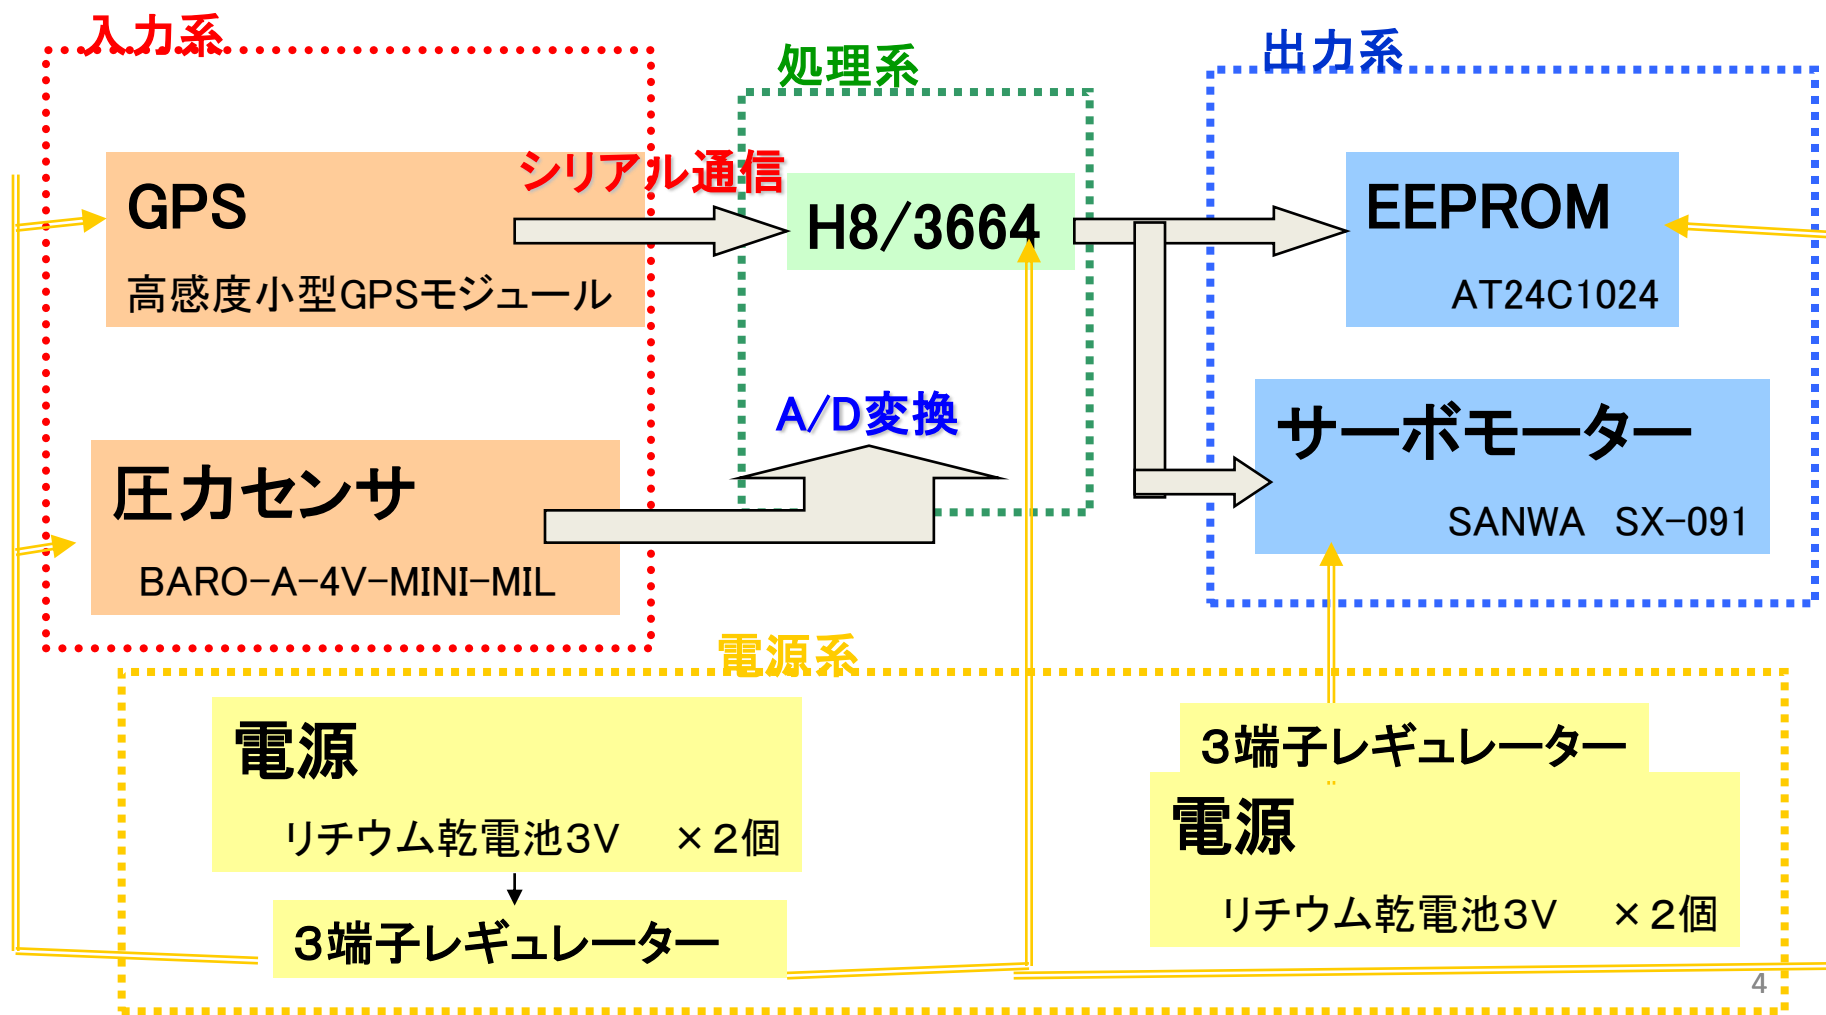 入力系
処理系
出力系
GPS
高感度小型GPSモジュール
シリアル通信
H8/3664
EEPROM
AT24C1024
圧力センサ
BARO-A-4V-MINI-MIL
A/D変換
サーボモーター
SANWA SX-091
電源系
電源
リチウム乾電池3V ×2個
3端子レギュレーター
3端子レギュレーター
電源
リチウム乾電池3V ×2個
4